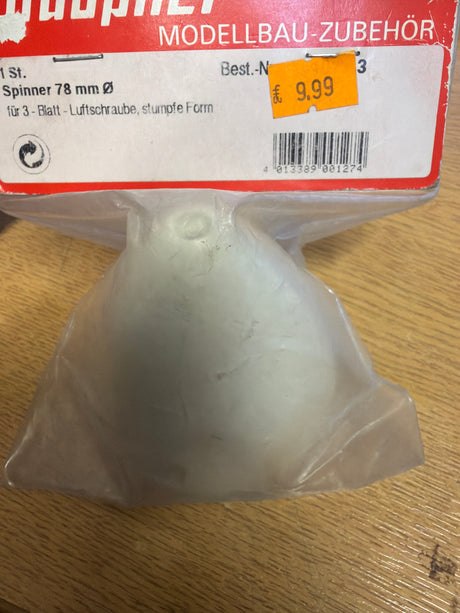 MODELLBAU-ZUBEHÖR
1 St.
Best.-N 3
Spinner 78 mm Ø
9.99
für 3 - Blatt - Luftschraube, stumpfe Form
4 013389 001274